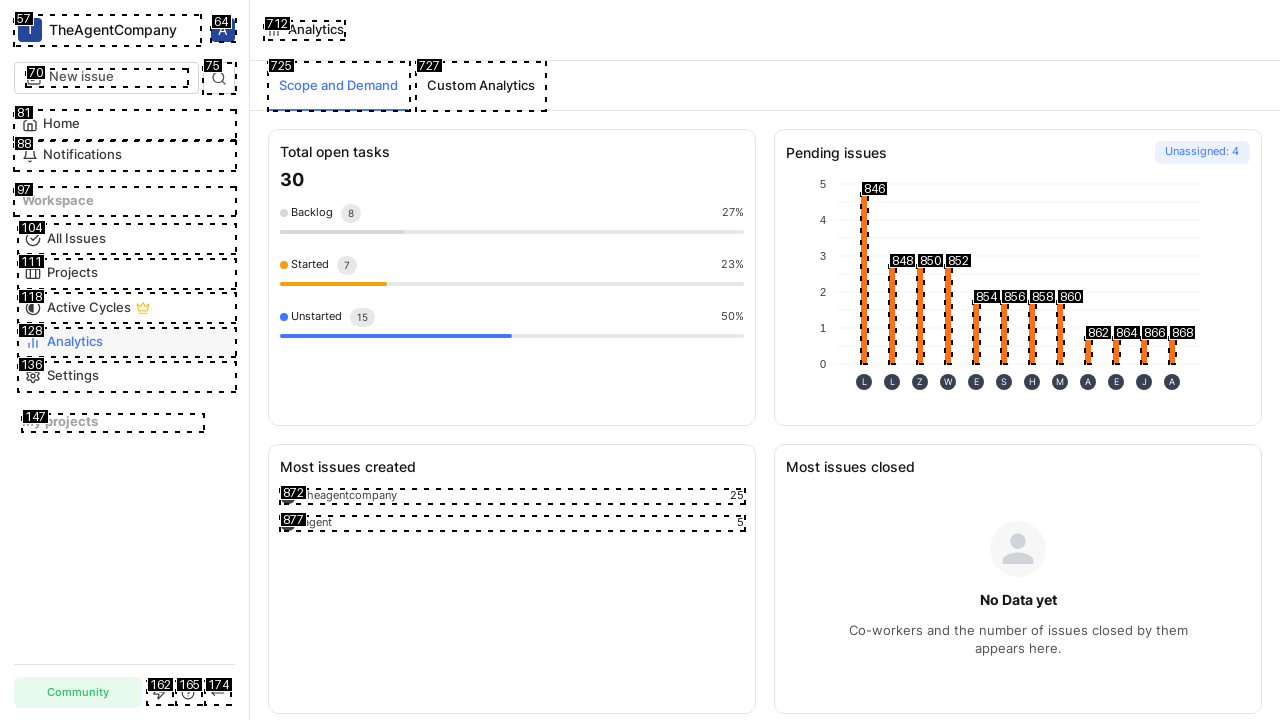 57
T
TheAgentCompany
64
A
70
New issue
75
81
Home
88
Notifications
97
Workspace
104
All Issues
111
Projects
118
Active Cycles
128
Analytics
136
Settings
147
My projects
Community
162
165
174
712
Analytics
725
Scope and Demand
727
Custom Analytics
Total open tasks
30
Backlog 8 27%
Started 7 23%
Unstarted 15 50%
Pending issues
Unassigned: 4
5
4
3
2
1
0
846
848
850
852
854
856
858
860
862
864
866
868
L L Z W E S H M A E J A
Most issues created
872
theagentcompany 25
877
agent 5
Most issues closed
No Data yet
Co-workers and the number of issues closed by them
appears here.